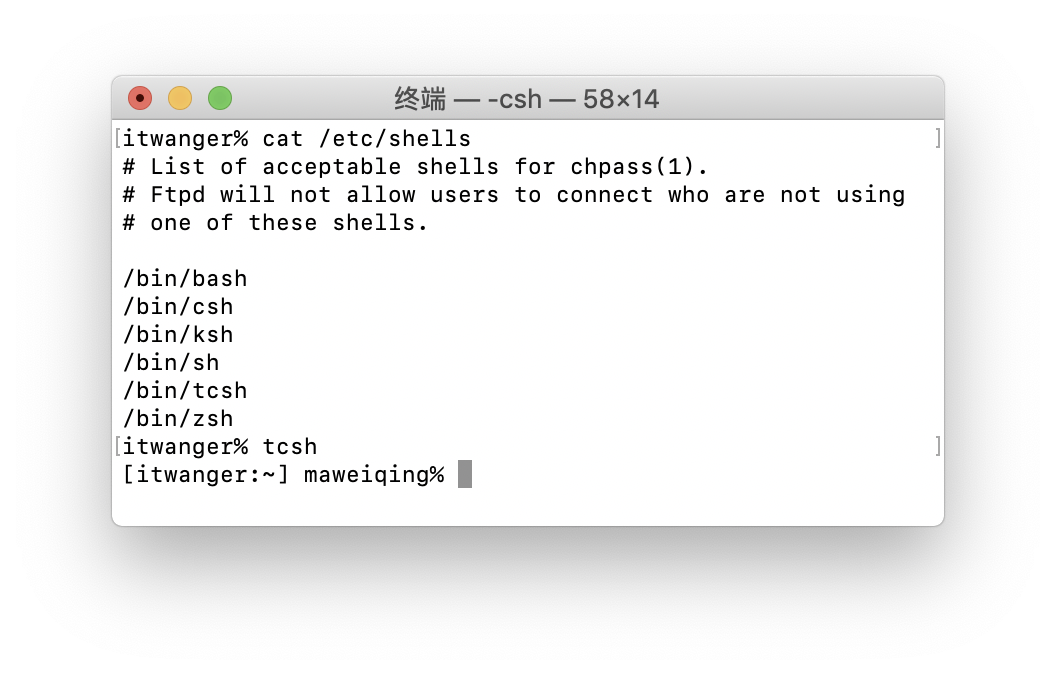 终端 — -csh — 58×14
[itwanger% cat /etc/shells ]
# List of acceptable shells for chpass(1).
# Ftpd will not allow users to connect who are not using
# one of these shells.
/bin/bash
/bin/csh
/bin/ksh
/bin/sh
/bin/tcsh
/bin/zsh
[itwanger% tcsh ]
[itwanger:~] maweiqing%